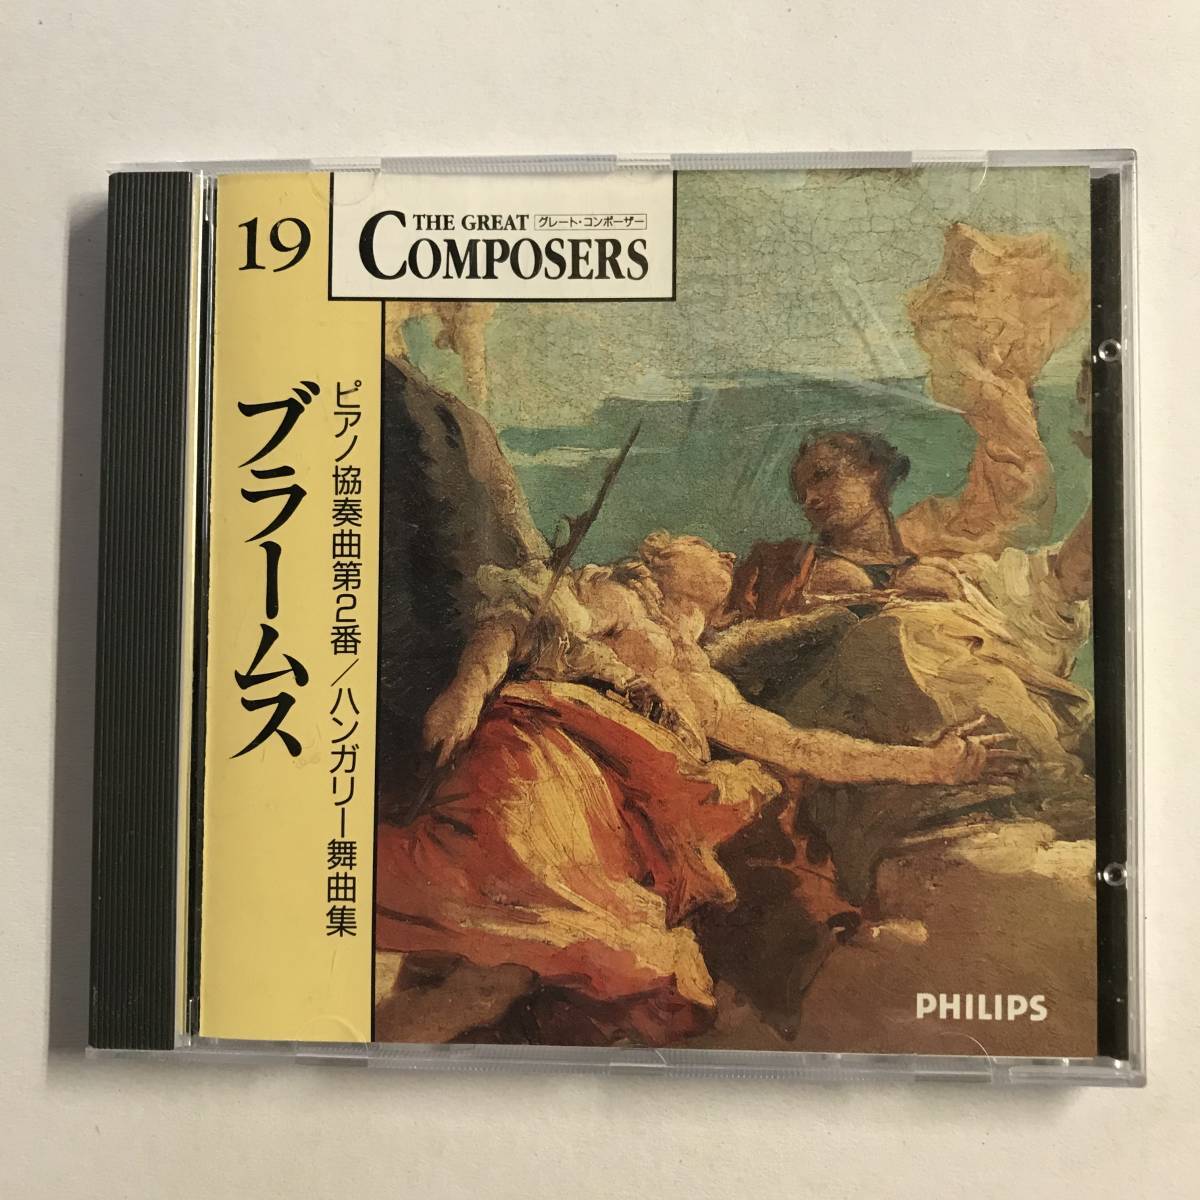 19
THE GREAT グレート・コンポーザー
COMPOSERS
ブラームス
ピアノ協奏曲第2番/ハンガリー舞曲集
PHILIPS